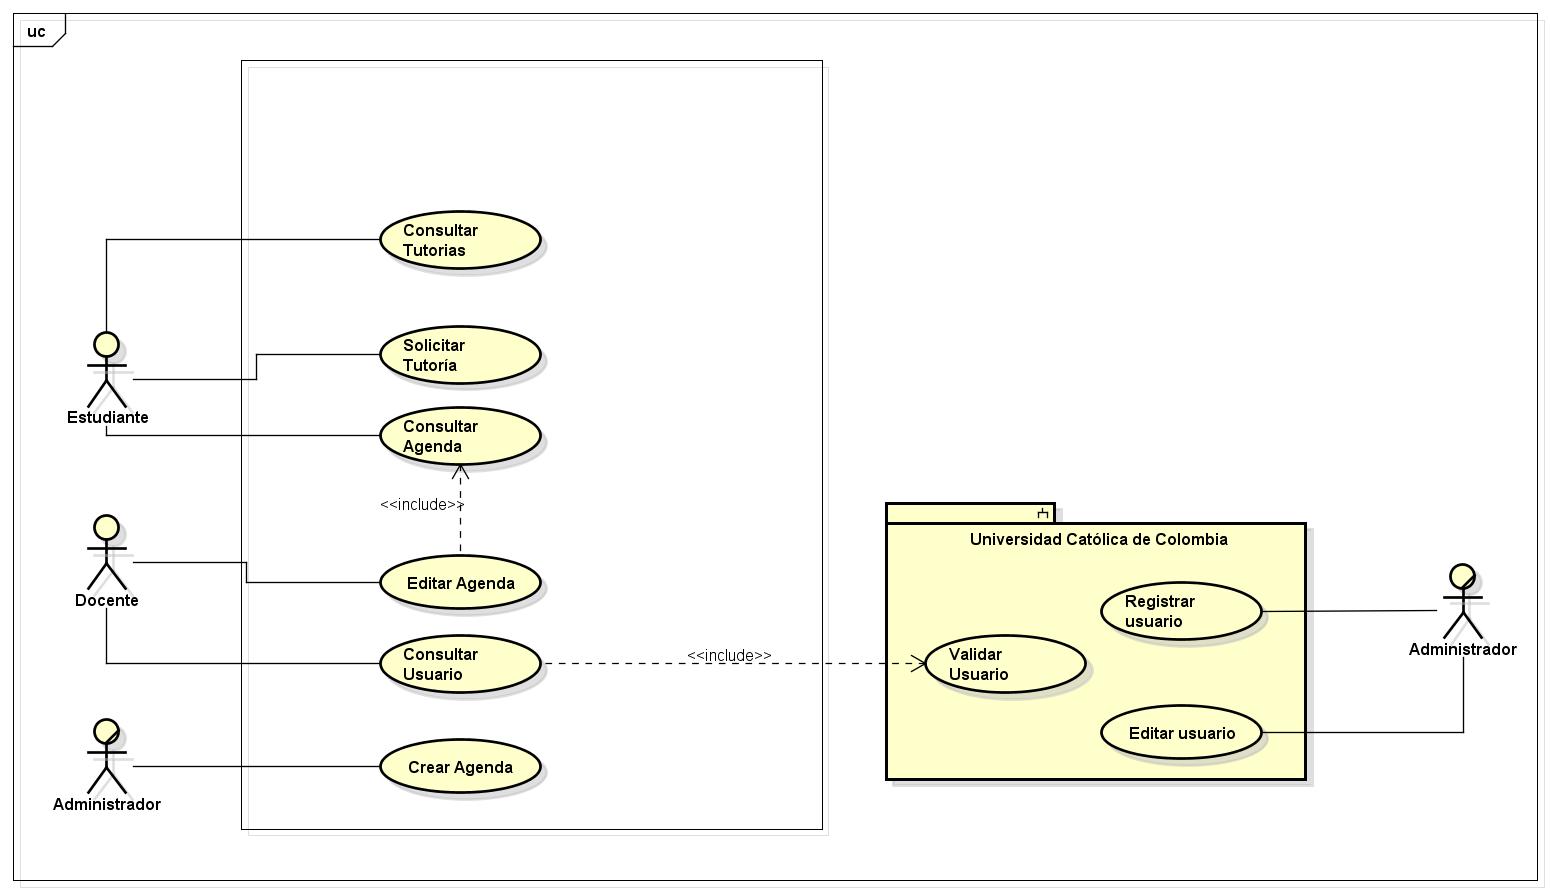 uc
Consultar
Tutorias
Solicitar
Tutoría
Estudiante
Consultar
Agenda
<<include>>
Universidad Católica de Colombia
Docente
Editar Agenda
Registrar
usuario
Administrador
Consultar
Usuario
<<include>>
Validar
Usuario
Editar usuario
Administrador
Crear Agenda